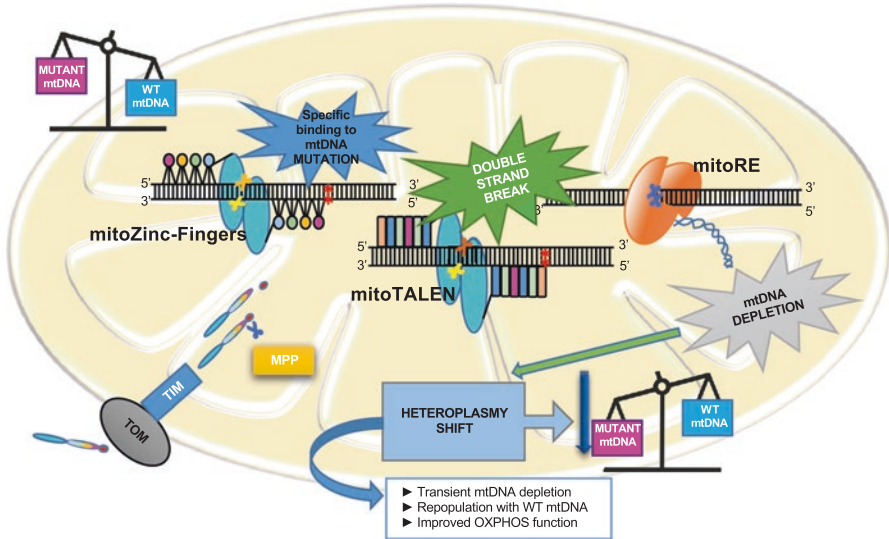 MUTANT
mtDNA
WT
mtDNA
Specific
binding to
mtDNA
MUTATION
5'
3'
3'
5'
mitoZinc-Fingers
DOUBLE
STRAND
BREAK
5'
3'
3'
5'
mitoTALEN
mitoRE
3'
3'
5'
mtDNA
DEPLETION
MPP
TIM
TOM
HETEROPLASMY
SHIFT
MUTANT
mtDNA
WT
mtDNA
► Transient mtDNA depletion
► Repopulation with WT mtDNA
► Improved OXPHOS function